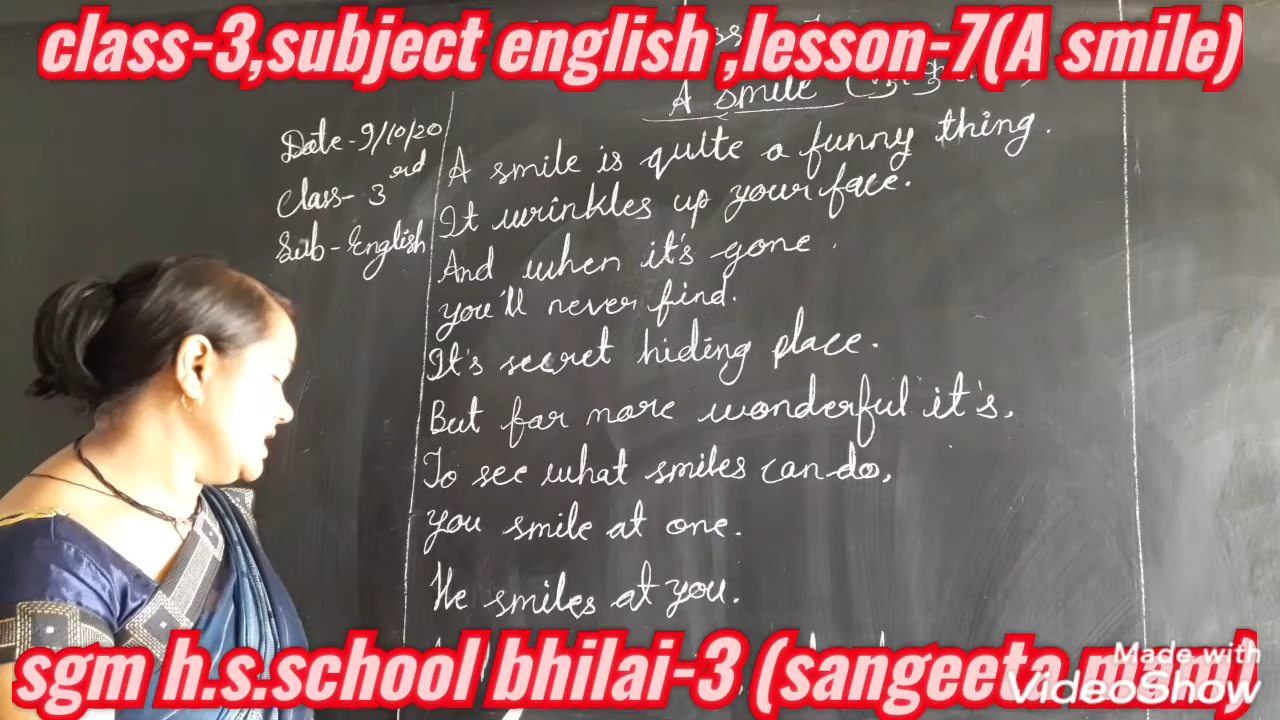 class-3,subject english ,lesson-7(A smile)
A smile
Date-9/10/20
Class- 3rd
Sub-English
A smile is quite a funny thing.
It wrinkles up your face.
And when it's gone.
you'll never find.
It's secret hiding place.
But far more wonderful it's.
To see what smiles can do,
you smile at one.
He smiles at you.
sgm h.s.school bhilai-3 (sangeeta
Made with
VideoShow